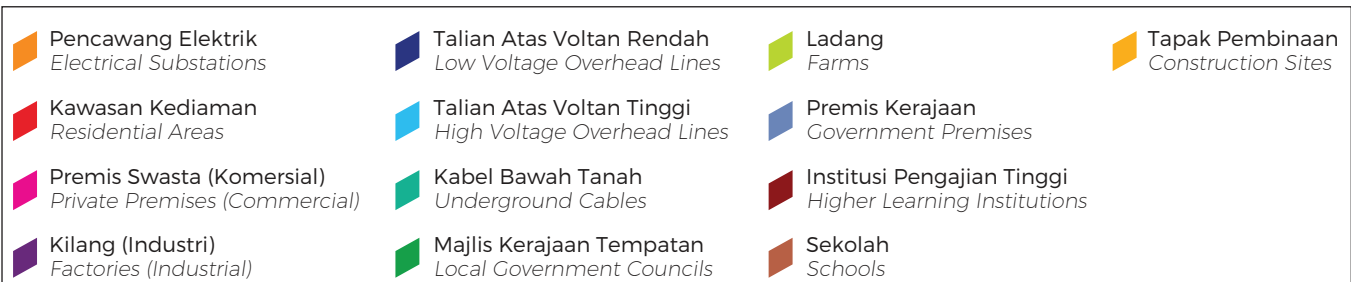 Pencawang Elektrik
Electrical Substations
Kawasan Kediaman
Residential Areas
Premis Swasta (Komersial)
Private Premises (Commercial)
Kilang (Industri)
Factories (Industrial)
Talian Atas Voltan Rendah
Low Voltage Overhead Lines
Talian Atas Voltan Tinggi
High Voltage Overhead Lines
Kabel Bawah Tanah
Underground Cables
Majlis Kerajaan Tempatan
Local Government Councils
Ladang
Farms
Premis Kerajaan
Government Premises
Institusi Pengajian Tinggi
Higher Learning Institutions
Sekolah
Schools
Tapak Pembinaan
Construction Sites